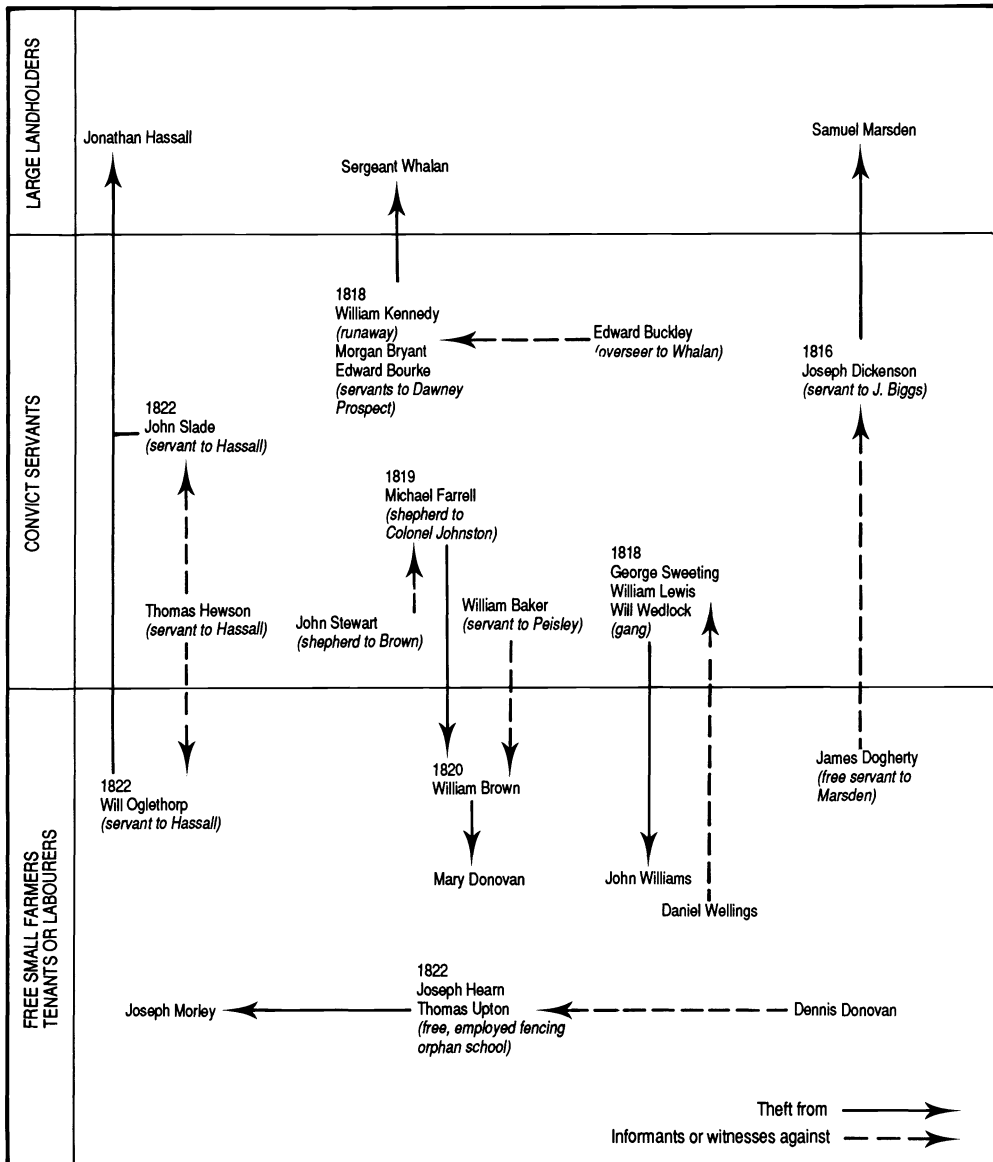 LARGE LANDHOLDERS
Jonathan Hassall
Sergeant Whalan
Samuel Marsden
CONVICT SERVANTS
1818
William Kennedy
(runaway)
Morgan Bryant
Edward Bourke
(servants to Dawney
Prospect)
Edward Buckley
(overseer to Whalan)
1816
Joseph Dickenson
(servant to J. Biggs)
1822
John Slade
(servant to Hassall)
1819
Michael Farrell
(shepherd to
Colonel Johnston)
1818
George Sweeting
William Lewis
Will Wedlock
(gang)
Thomas Hewson
(servant to Hassall)
John Stewart
(shepherd to Brown)
William Baker
(servant to Peisley)
FREE SMALL FARMERS
TENANTS OR LABOURERS
1822
Will Oglethorp
(servant to Hassall)
1820
William Brown
James Dogherty
(free servant to
Marsden)
Mary Donovan
John Williams
Daniel Wellings
Joseph Morley
1822
Joseph Hearn
Thomas Upton
(free, employed fencing
orphan school)
Dennis Donovan
Theft from
Informants or witnesses against